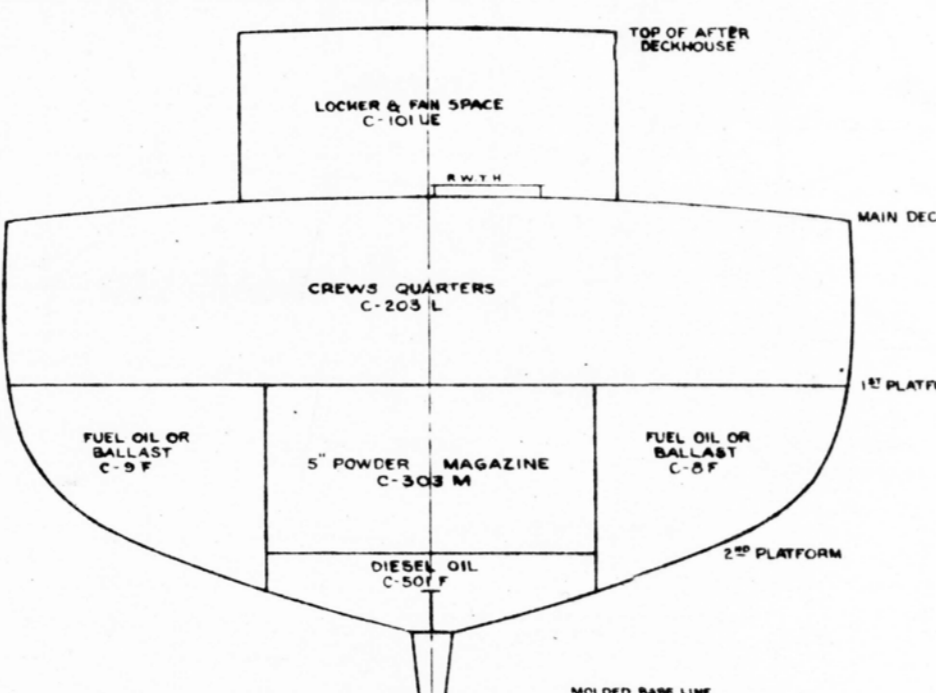 TOP OF AFTER
DECKHOUSE
LOCKER & FAN SPACE
C-101 UE
R.W.T.H
MAIN DEC
CREWS QUARTERS
C-203 L
1ST PLATF
FUEL OIL OR
BALLAST
C-9 F
5" POWDER MAGAZINE
C-303 M
FUEL OIL OR
BALLAST
C-8 F
2ND PLATFORM
DIESEL OIL
C-501 F
MOLDED BASE LINE